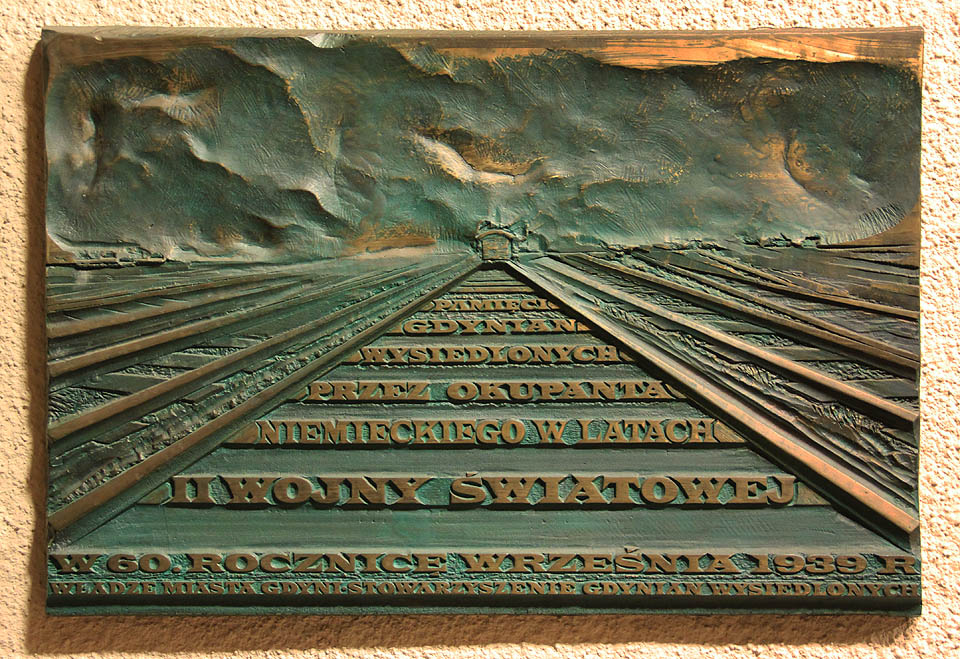 PAMIĘCI
GDYNIAN
WYSIEDLONYCH
PRZEZ OKUPANTA
NIEMIECKIEGO W LATACH
II WOJNY ŚWIATOWEJ
W 60. ROCZNICĘ WRZEŚNIA 1939 R
WŁADZE MIASTA GDYNI. STOWARZYSZENIE GDYNIAN WYSIEDLONYCH